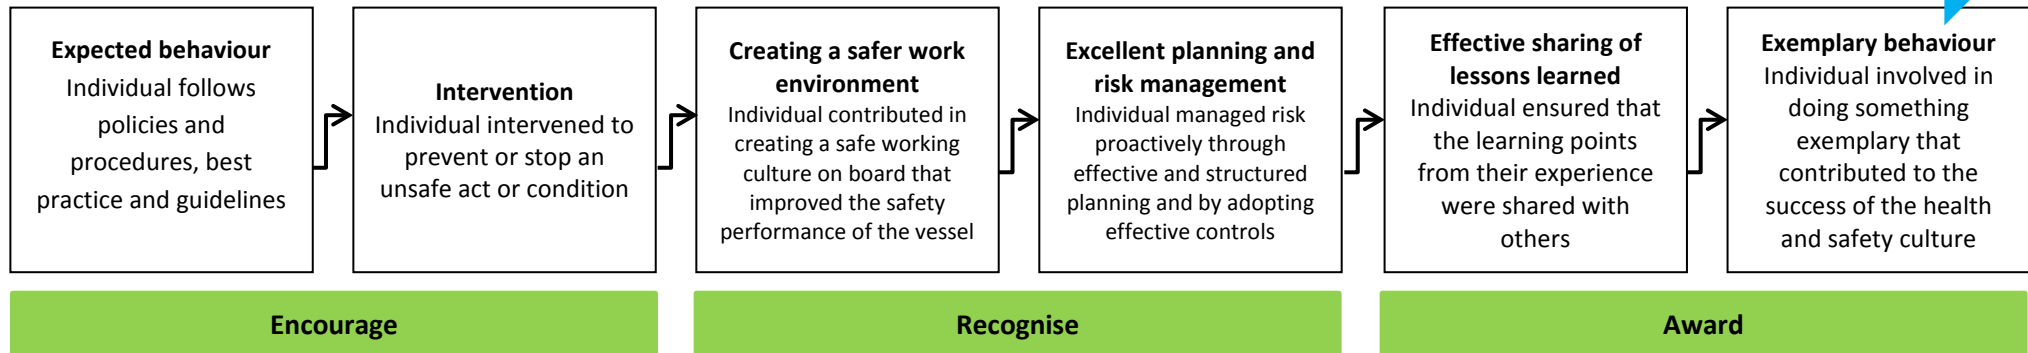 Expected behaviour
Individual follows
policies and
procedures, best
practice and guidelines
Intervention
Individual intervened to
prevent or stop an
unsafe act or condition
Creating a safer work
environment
Individual contributed in
creating a safe working
culture on board that
improved the safety
performance of the vessel
Excellent planning and
risk management
Individual managed risk
proactively through
effective and structured
planning and by adopting
effective controls
Effective sharing of
lessons learned
Individual ensured that
the learning points
from their experience
were shared with
others
Exemplary behaviour
Individual involved in
doing something
exemplary that
contributed to the
success of the health
and safety culture
Encourage
Recognise
Award